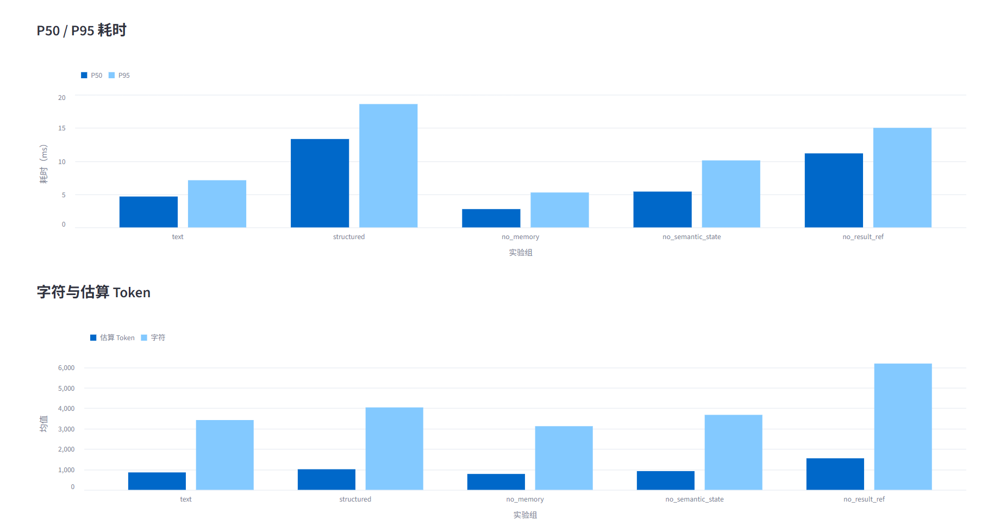 P50 / P95 耗时
P50 P95
20
15
10
5
0
耗时（ms）
text structured no_memory no_semantic_state no_result_ref
实验组
字符与估算 Token
估算 Token 字符
6,000
5,000
4,000
3,000
2,000
1,000
0
均值
text structured no_memory no_semantic_state no_result_ref
实验组